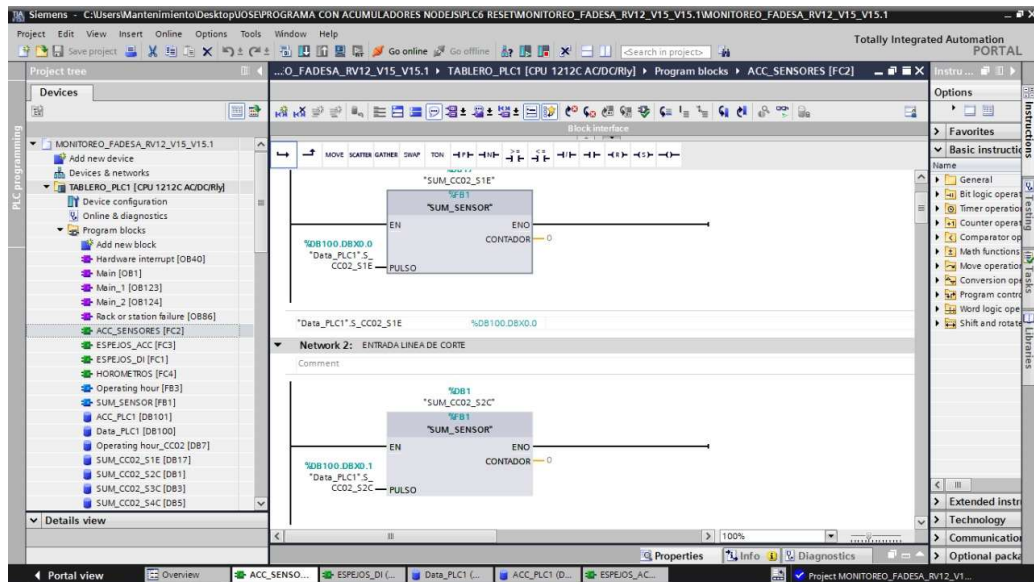 Siemens - C:\Users\Mantenimiento\Desktop\JOSE\PROGRAMA CON ACUMULADORES NODEJS\PLC6 RESET\MONITOREO_FADESA_RV12_V15_V15.1\MONITOREO_FADESA_RV12_V15_V15.1
Project Edit View Insert Online Options Tools Window Help
Totally Integrated Automation
PORTAL
Save project
Go online
Go offline
<Search in project>
Project tree
...O_FADESA_RV12_V15_V15.1 ▸ TABLERO_PLC1 [CPU 1212C AC/DC/Rly] ▸ Program blocks ▸ ACC_SENSORES [FC2]
Instru...
Devices
Options
PLC programming
MONITOREO_FADESA_RV12_V15_V15.1
Add new device
Devices & networks
TABLERO_PLC1 [CPU 1212C AC/DC/Rly]
Device configuration
Online & diagnostics
Program blocks
Add new block
Hardware interrupt [OB40]
Main [OB1]
Main_1 [OB123]
Main_2 [OB124]
Rack or station failure [OB86]
ACC_SENSORES [FC2]
ESPEJOS_ACC [FC3]
ESPEJOS_DI [FC1]
HOROMETROS [FC4]
Operating hour [FB3]
SUM_SENSOR [FB1]
ACC_PLC1 [DB101]
Data_PLC1 [DB100]
Operating hour_CC02 [DB7]
SUM_CC02_S1E [DB17]
SUM_CC02_S2C [DB1]
SUM_CC02_S3C [DB3]
SUM_CC02_S4C [DB5]
Details view
Block interface
MOVE SCATTER GATHER SWAP TON
"SUM_CC02_S1E"
%FB1
"SUM_SENSOR"
EN ENO
CONTADOR 0
%DB100.DBX0.0
"Data_PLC1".S_
CC02_S1E PULSO
"Data_PLC1".S_CC02_S1E %DB100.DBX0.0
Network 2: ENTRADA LINEA DE CORTE
Comment
%DB1
"SUM_CC02_S2C"
%FB1
"SUM_SENSOR"
EN ENO
CONTADOR 0
%DB100.DBX0.1
"Data_PLC1".S_
CC02_S2C PULSO
100%
Properties Info Diagnostics
Favorites
Basic instructi
Name
General
Bit logic operat
Timer operation
Counter operat
Comparator op
Math functions
Move operation
Conversion ope
Program contro
Word logic ope
Shift and rotate
Extended instr
Technology
Communication
Optional packa
Instructions
Testing
Tasks
Libraries
Portal view
Overview
ACC_SENSO...
ESPEJOS_DI (...
Data_PLC1 (...
ACC_PLC1 (D...
ESPEJOS_AC...
Project MONITOREO_FADESA_RV12_V1...